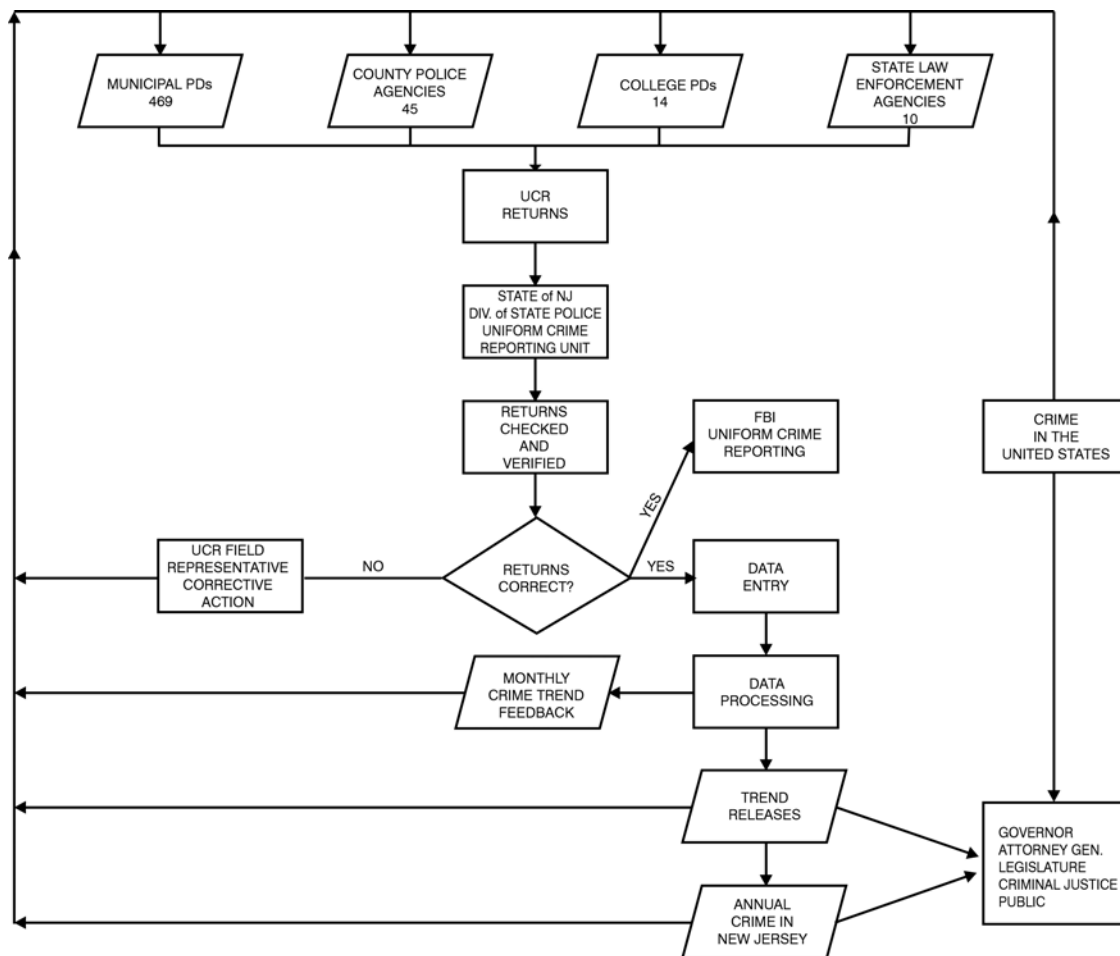 MUNICIPAL PDs
469
COUNTY POLICE
AGENCIES
45
COLLEGE PDs
14
STATE LAW
ENFORCEMENT
AGENCIES
10
UCR
RETURNS
STATE of NJ
DIV. of STATE POLICE
UNIFORM CRIME
REPORTING UNIT
RETURNS
CHECKED
AND
VERIFIED
FBI
UNIFORM CRIME
REPORTING
CRIME
IN THE
UNITED STATES
YES
UCR FIELD
REPRESENTATIVE
CORRECTIVE
ACTION
NO
RETURNS
CORRECT?
YES
DATA
ENTRY
MONTHLY
CRIME TREND
FEEDBACK
DATA
PROCESSING
TREND
RELEASES
GOVERNOR
ATTORNEY GEN.
LEGISLATURE
CRIMINAL JUSTICE
PUBLIC
ANNUAL
CRIME IN
NEW JERSEY